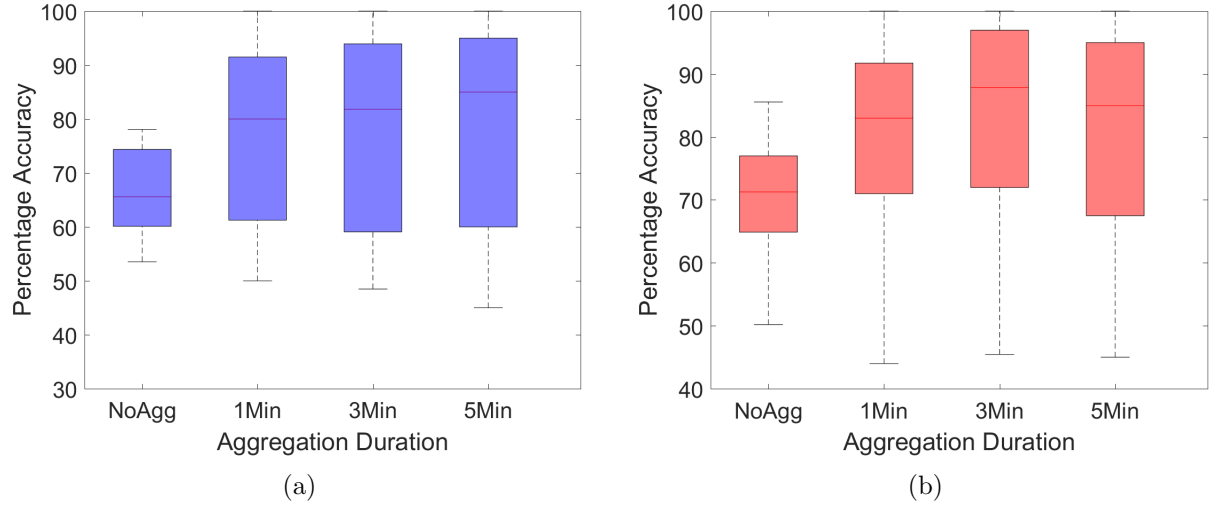 100
90
80
70
60
50
40
30
Percentage Accuracy
NoAgg 1Min 3Min 5Min
Aggregation Duration
(a)
100
90
80
70
60
50
40
Percentage Accuracy
NoAgg 1Min 3Min 5Min
Aggregation Duration
(b)